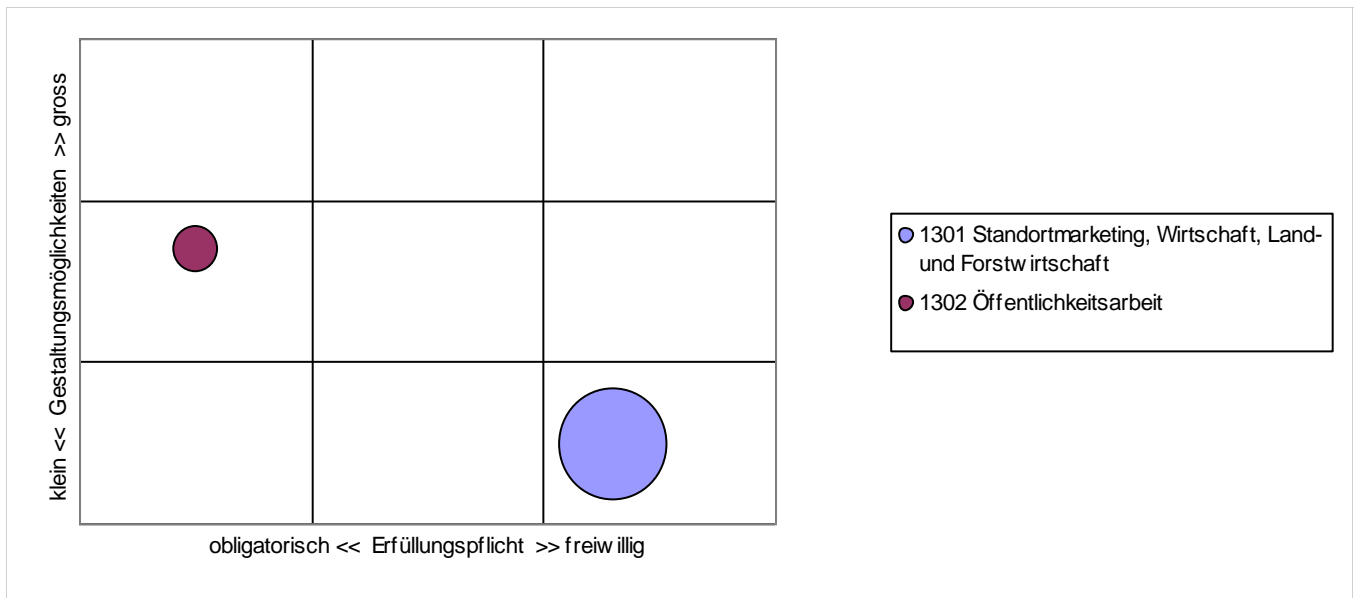 klein << Gestaltungsmöglichkeiten >> gross
1301 Standortmarketing, Wirtschaft, Land-
und Forstwirtschaft
1302 Öffentlichkeitsarbeit
obligatorisch << Erfüllungspflicht >> freiwillig